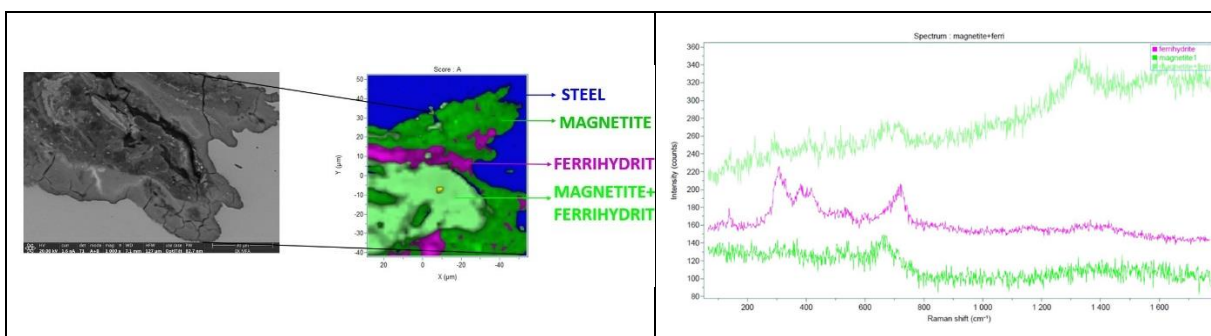 Score : A
Y (µm)
50
40
30
20
10
0
-10
-20
-30
-40
20
0
-20
-40
X (µm)
STEEL
MAGNETITE
FERRIHYDRIT
MAGNETITE+
FERRIHYDRIT
Spectrum : magnetite+ferri
ferrihydrite
magnetite1
magnetite+ferri
Intensity (counts)
360
340
320
300
280
260
240
220
200
180
160
140
120
100
80
200
400
600
800
1 000
1 200
1 400
1 600
Raman shift (cm⁻¹)